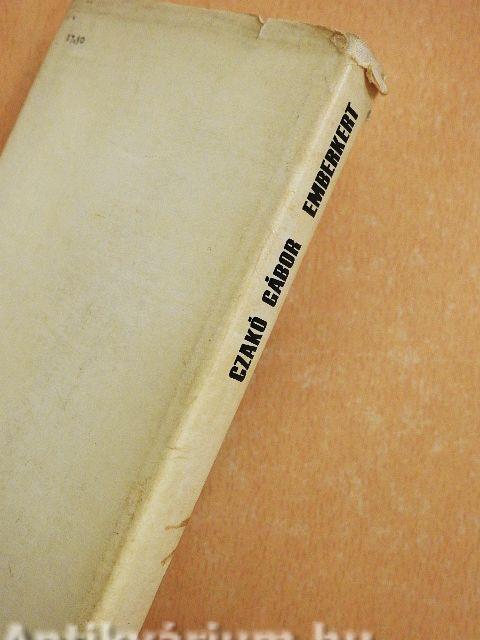 CZAKÓ GÁBOR EMBERKERT
Antikvárium.hu